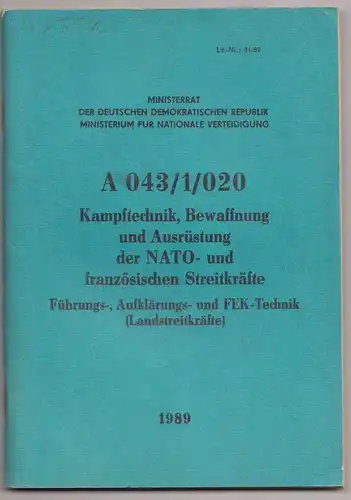 MINISTERRAT
DER DEUTSCHEN DEMOKRATISCHEN REPUBLIK
MINISTERIUM FÜR NATIONALE VERTEIDIGUNG
A 043/1/020
Kampftechnik, Bewaffnung
und Ausrüstung
der NATO- und
französischen Streitkräfte
Führungs-, Aufklärungs- und FEK-Technik
(Landstreitkräfte)
1989